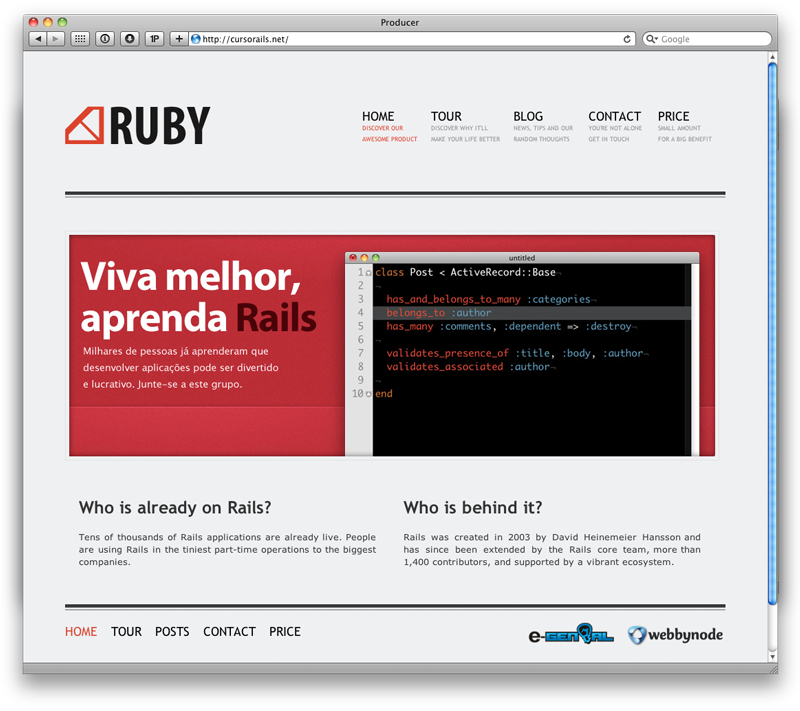 Producer
1P
http://cursorails.net/
Google
RUBY
HOME TOUR BLOG CONTACT PRICE
DISCOVER OUR DISCOVER WHY IT'LL NEWS, TIPS AND OUR YOU'RE NOT ALONE SMALL AMOUNT
AWESOME PRODUCT MAKE YOUR LIFE BETTER RANDOM THOUGHTS GET IN TOUCH FOR A BIG BENEFIT
Viva melhor,
aprenda Rails
Milhares de pessoas já aprenderam que
desenvolver aplicações pode ser divertido
e lucrativo. Junte-se a este grupo.
untitled
1 class Post < ActiveRecord::Base¬
2 ¬
3 has_and_belongs_to_many :categories¬
4 belongs_to :author
5 has_many :comments, :dependent => :destroy¬
6 ¬
7 validates_presence_of :title, :body, :author¬
8 validates_associated :author¬
9 ¬
10 end
Who is already on Rails?
Tens of thousands of Rails applications are already live. People
are using Rails in the tiniest part-time operations to the biggest
companies.
Who is behind it?
Rails was created in 2003 by David Heinemeier Hansson and
has since been extended by the Rails core team, more than
1,400 contributors, and supported by a vibrant ecosystem.
HOME TOUR POSTS CONTACT PRICE
e-GENIAL webbynode